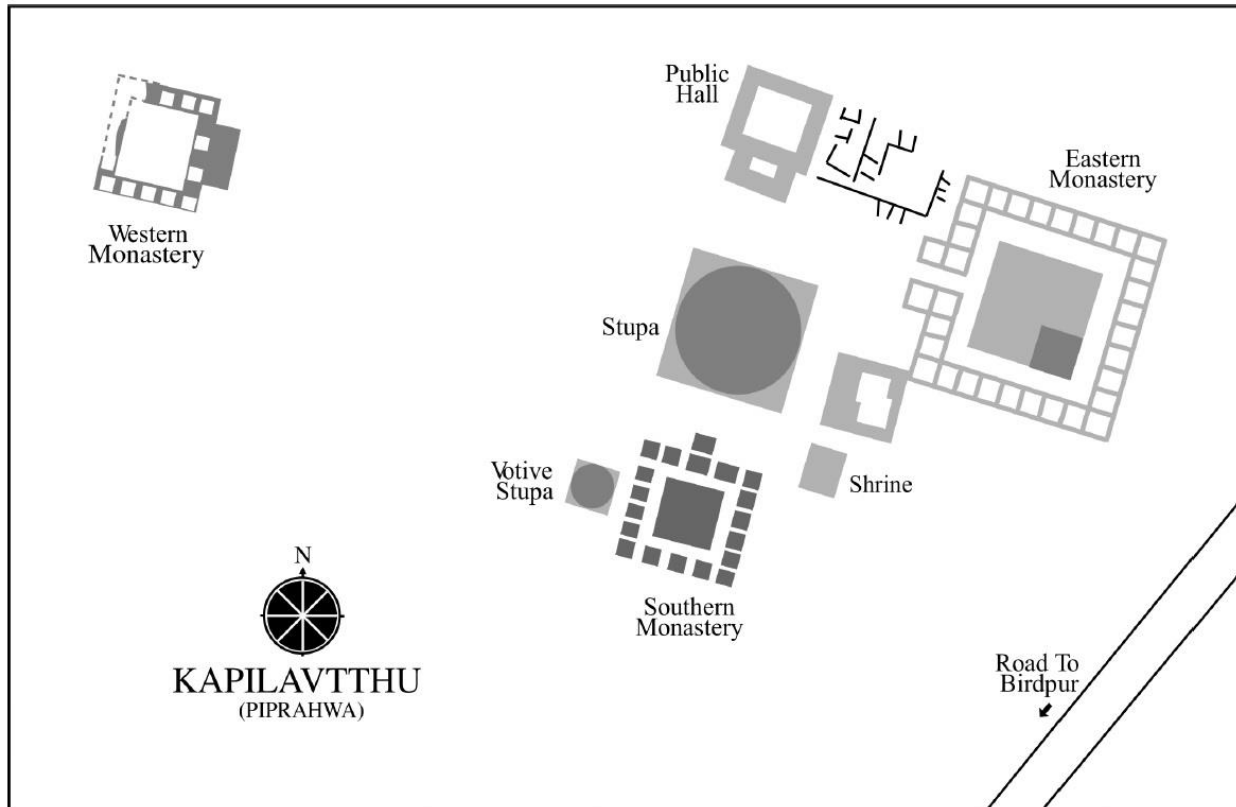 Public
Hall
Eastern
Monastery
Western
Monastery
Stupa
Votive
Stupa
Shrine
N
Southern
Monastery
KAPILAVTTHU
(PIPRAHWA)
Road To
Birdpur